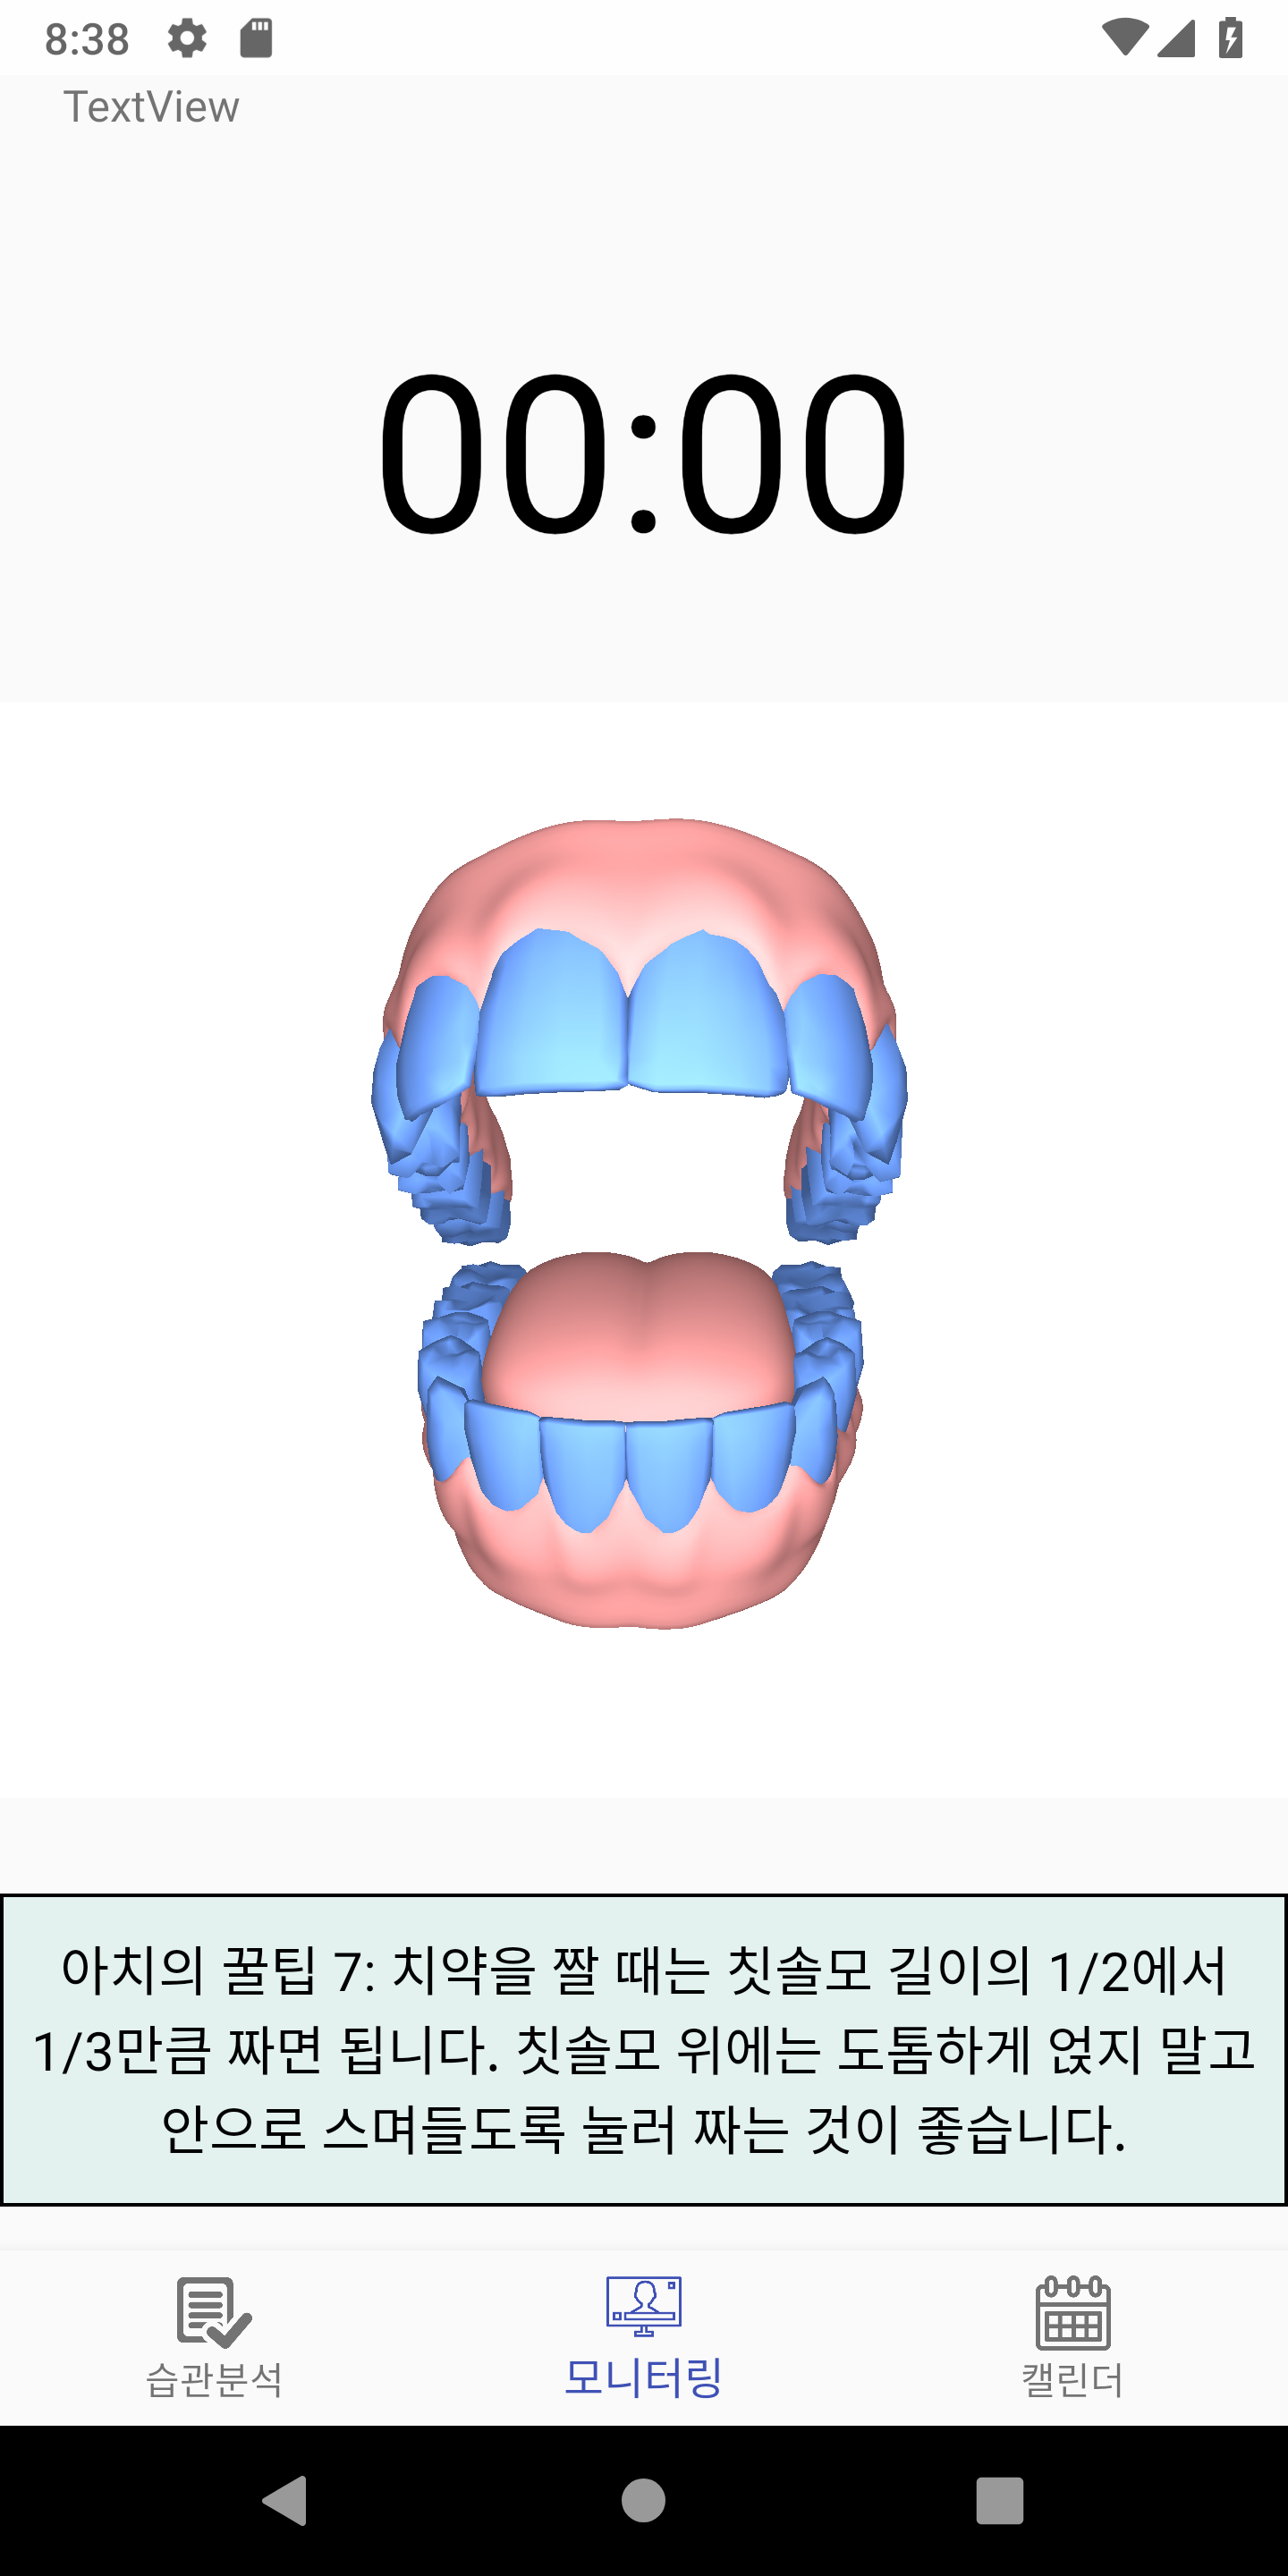 8:38
TextView
00:00
아치의 꿀팁 7: 치약을 짤 때는 칫솔모 길이의 1/2에서
1/3만큼 짜면 됩니다. 칫솔모 위에는 도톰하게 얹지 말고
안으로 스며들도록 눌러 짜는 것이 좋습니다.
습관분석
모니터링
캘린더